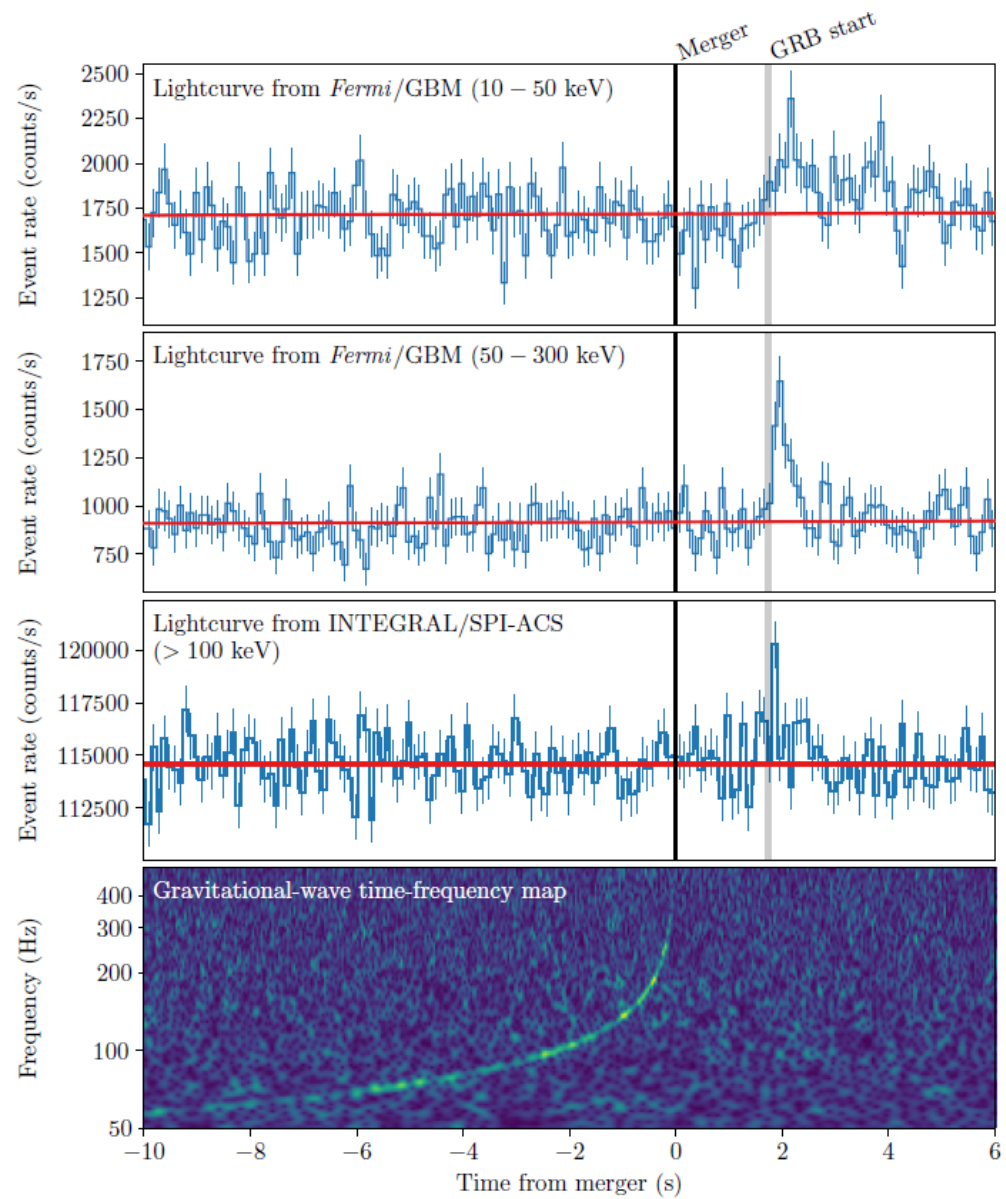 Merger
GRB start
Lightcurve from Fermi/GBM (10 − 50 keV)
Event rate (counts/s)
2500
2250
2000
1750
1500
1250
Lightcurve from Fermi/GBM (50 − 300 keV)
Event rate (counts/s)
1750
1500
1250
1000
750
Lightcurve from INTEGRAL/SPI-ACS
(> 100 keV)
Event rate (counts/s)
120000
117500
115000
112500
Gravitational-wave time-frequency map
Frequency (Hz)
400
300
200
100
50
−10 −8 −6 −4 −2 0 2 4 6
Time from merger (s)